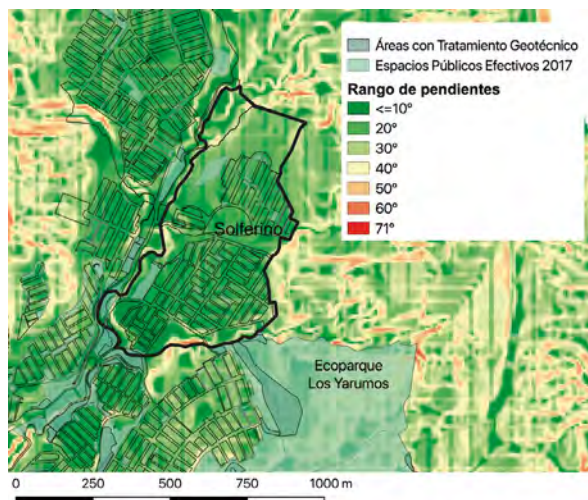 Áreas con Tratamiento Geotécnico
Espacios Públicos Efectivos 2017
Rango de pendientes
<=10°
20°
30°
40°
50°
60°
71°
Solferino
Ecoparque
Los Yarumos
0 250 500 750 1000 m